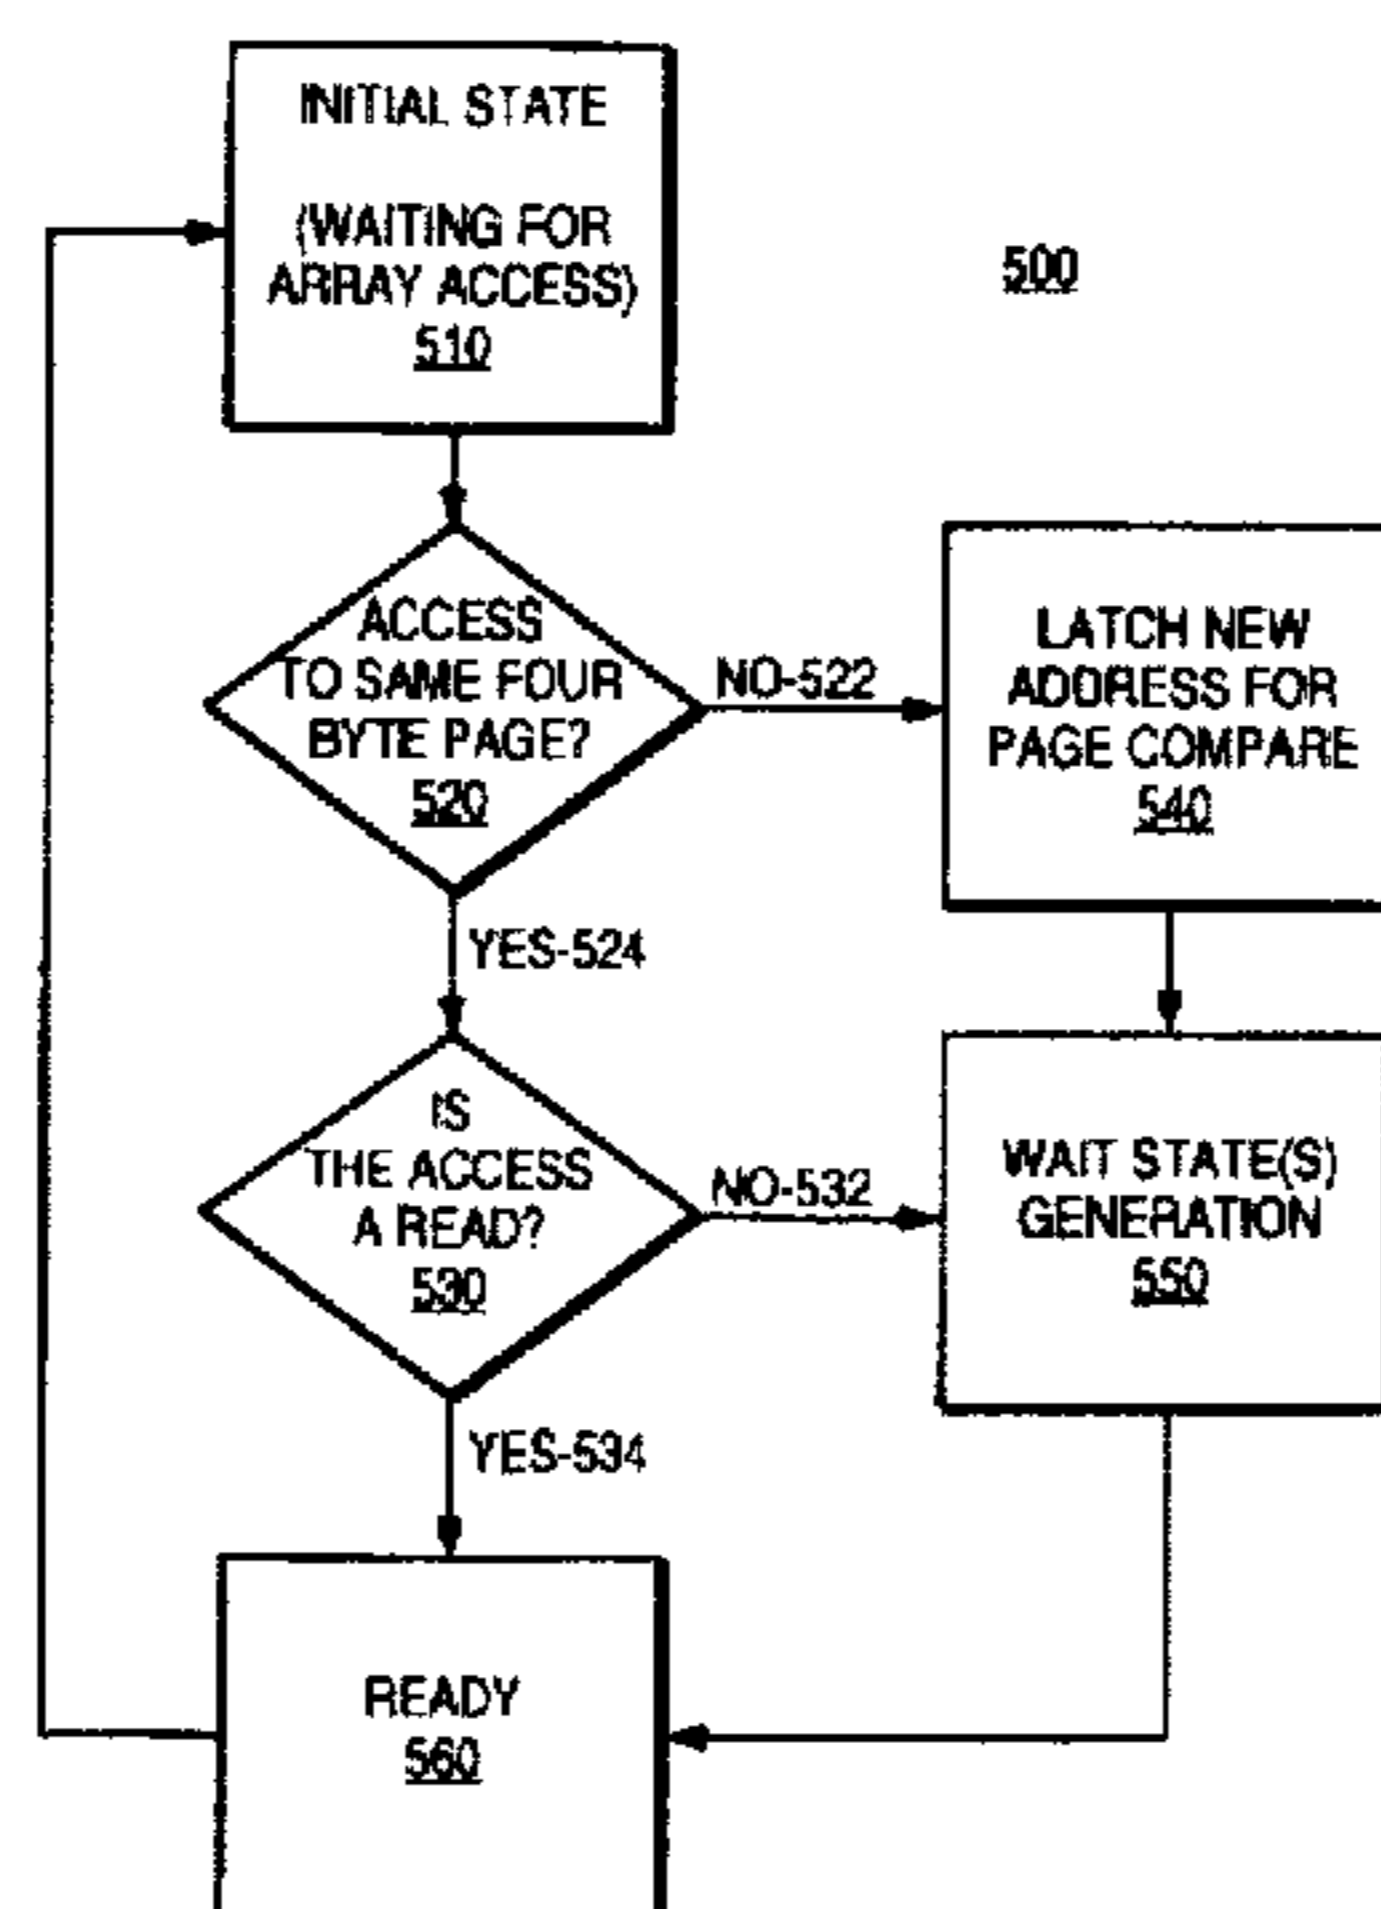 INITIAL STATE
(WAITING FOR
ARRAY ACCESS)
510
500
ACCESS
TO SAME FOUR
BYTE PAGE?
520
NO-522
LATCH NEW
ADDRESS FOR
PAGE COMPARE
540
YES-524
IS
THE ACCESS
A READ?
530
NO-532
WAIT STATE(S)
GENERATION
550
YES-534
READY
560